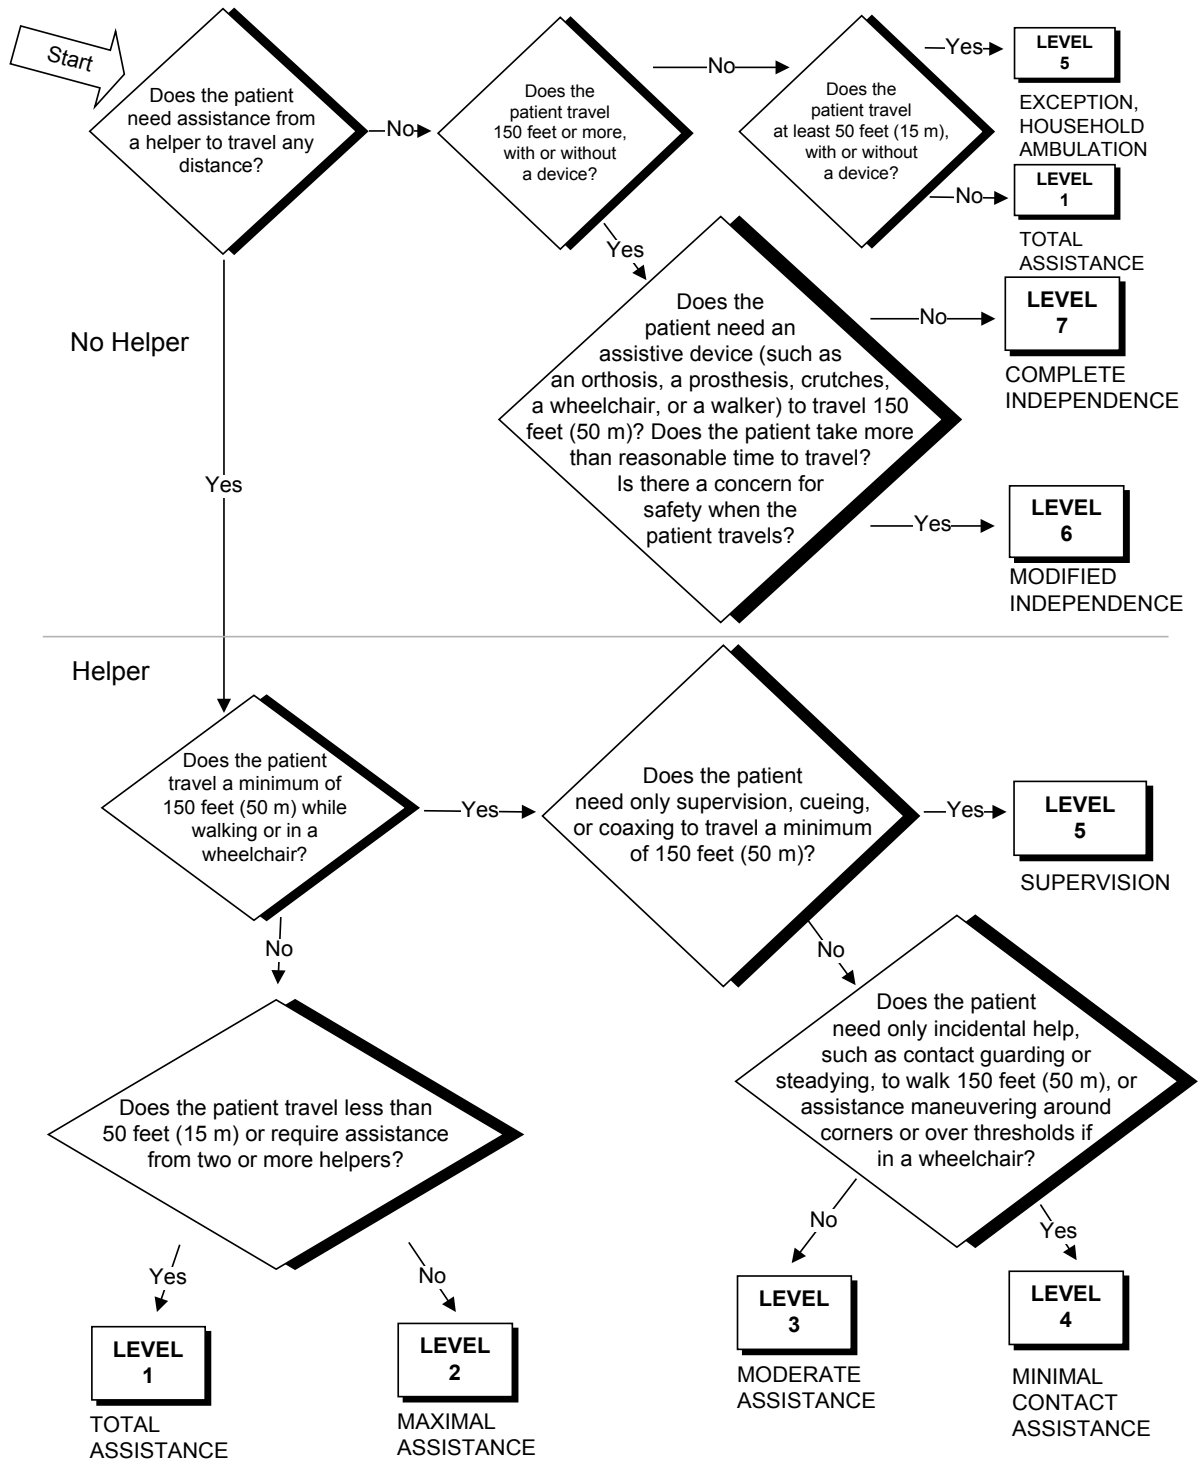 Start
Does the patient
need assistance from
a helper to travel any
distance?
No
Does the
patient travel
150 feet or more,
with or without
a device?
No
Does the
patient travel
at least 50 feet (15 m),
with or without
a device?
Yes
LEVEL
5
EXCEPTION,
HOUSEHOLD
AMBULATION
No
LEVEL
1
TOTAL
ASSISTANCE
Yes
Does the
patient need an
assistive device (such as
an orthosis, a prosthesis, crutches,
a wheelchair, or a walker) to travel 150
feet (50 m)? Does the patient take more
than reasonable time to travel?
Is there a concern for
safety when the
patient travels?
No
LEVEL
7
COMPLETE
INDEPENDENCE
Yes
LEVEL
6
MODIFIED
INDEPENDENCE
No Helper
Yes
Helper
Does the patient
travel a minimum of
150 feet (50 m) while
walking or in a
wheelchair?
Yes
Does the patient
need only supervision, cueing,
or coaxing to travel a minimum
of 150 feet (50 m)?
Yes
LEVEL
5
SUPERVISION
No
No
Does the patient
need only incidental help,
such as contact guarding or
steadying, to walk 150 feet (50 m), or
assistance maneuvering around
corners or over thresholds if
in a wheelchair?
Does the patient travel less than
50 feet (15 m) or require assistance
from two or more helpers?
No
Yes
Yes
No
LEVEL
1
TOTAL
ASSISTANCE
LEVEL
2
MAXIMAL
ASSISTANCE
LEVEL
3
MODERATE
ASSISTANCE
LEVEL
4
MINIMAL
CONTACT
ASSISTANCE